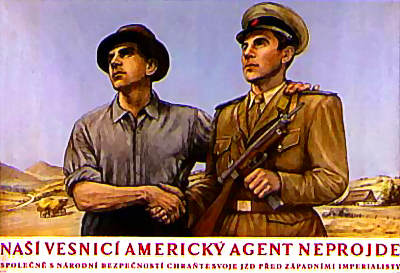 NAŠÍ VESNICÍ AMERICKÝ AGENT NEPROJDE
SPOLEČNĚ S NÁRODNÍ BEZPEČNOSTÍ CHRAŇTE SVOJE JZD PŘED ZÁPADNÍMI IMPERIALISTY